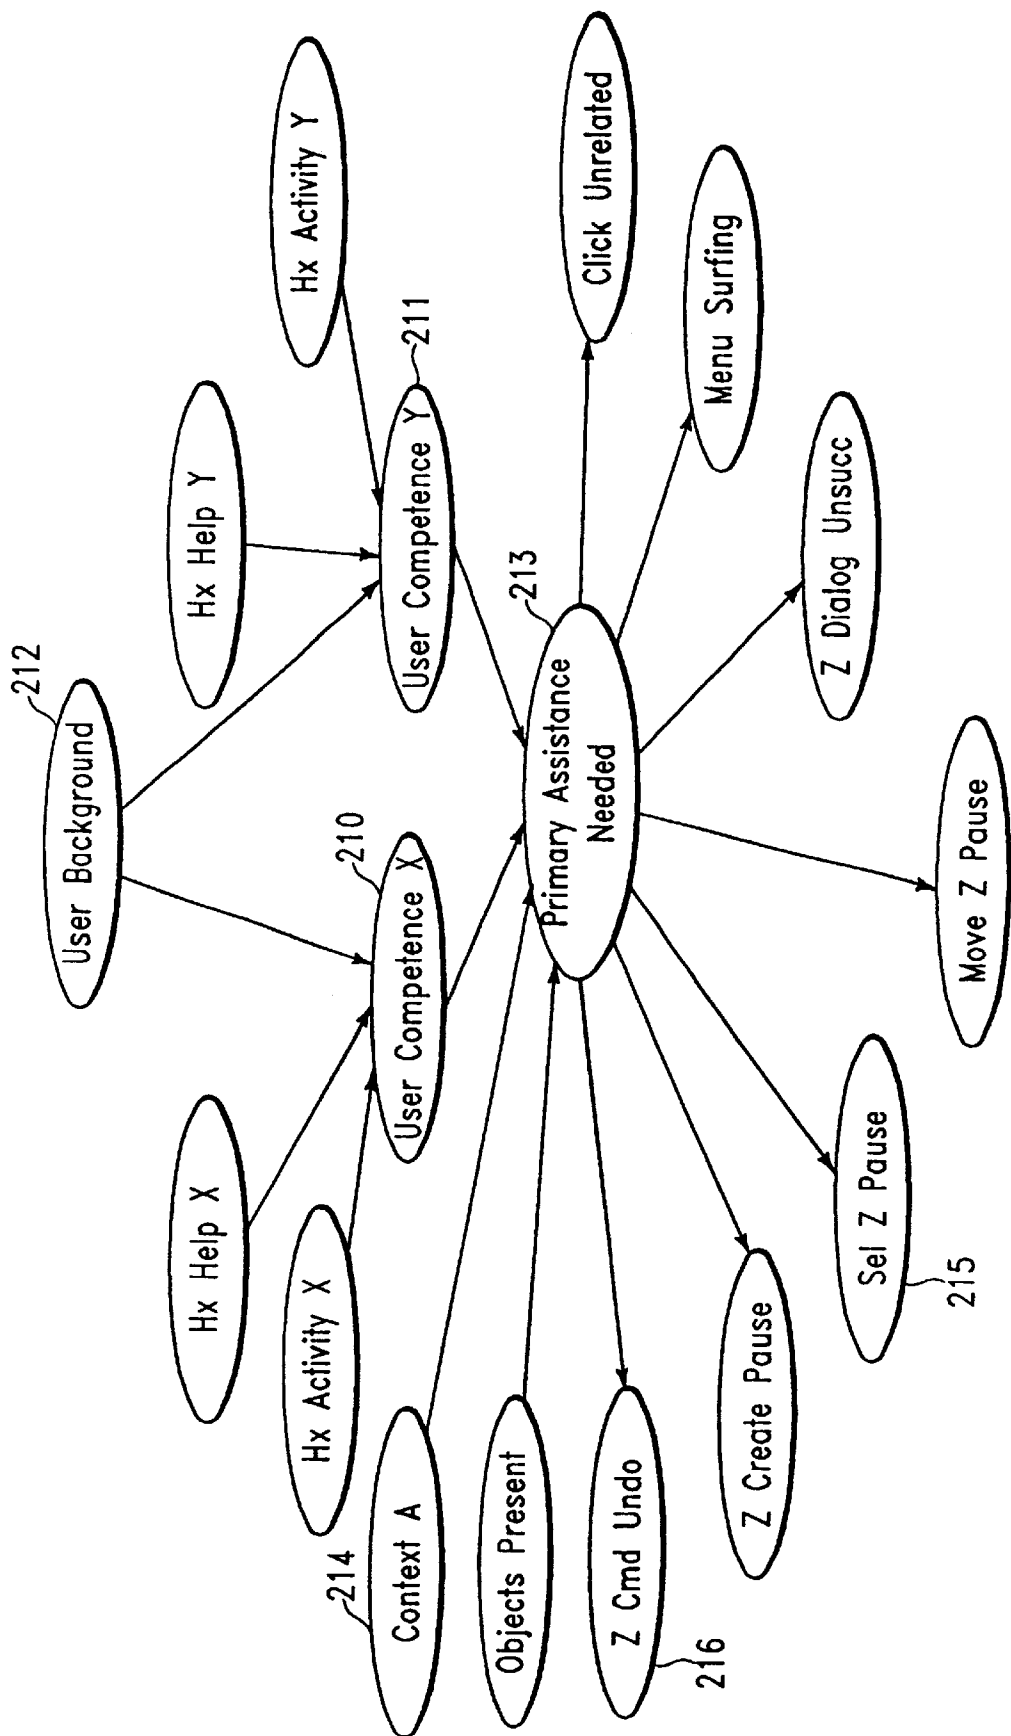 212
User Background
Hx Help X
Hx Help Y
Hx Activity X
Hx Activity Y
210
User Competence X
211
User Competence Y
214
Context A
213
Primary Assistance
Needed
Objects Present
Click Unrelated
Z Cmd Undo
216
Menu Surfing
Z Create Pause
Z Dialog Unsucc
Sel Z Pause
215
Move Z Pause